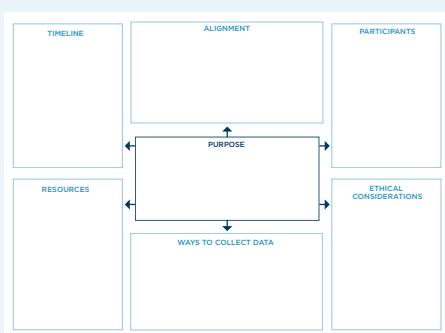 TIMELINE
ALIGNMENT
PARTICIPANTS
PURPOSE
RESOURCES
ETHICAL
CONSIDERATIONS
WAYS TO COLLECT DATA